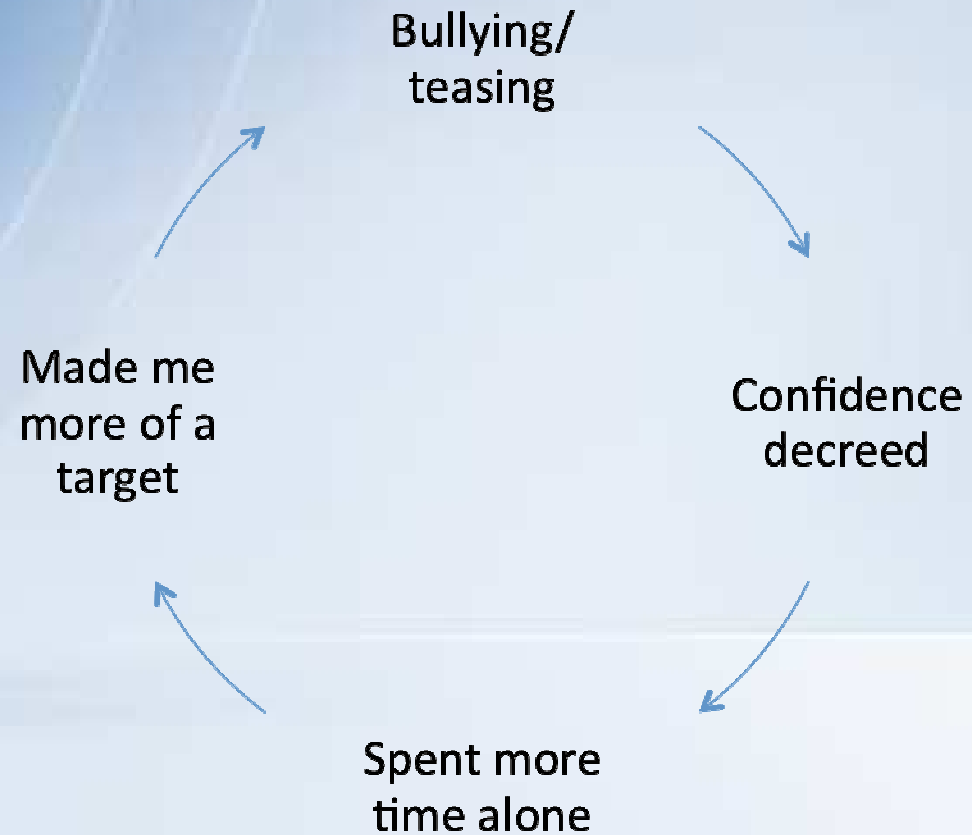 Bullying/
teasing
Confidence
decreed
Spent more
time alone
Made me
more of a
target